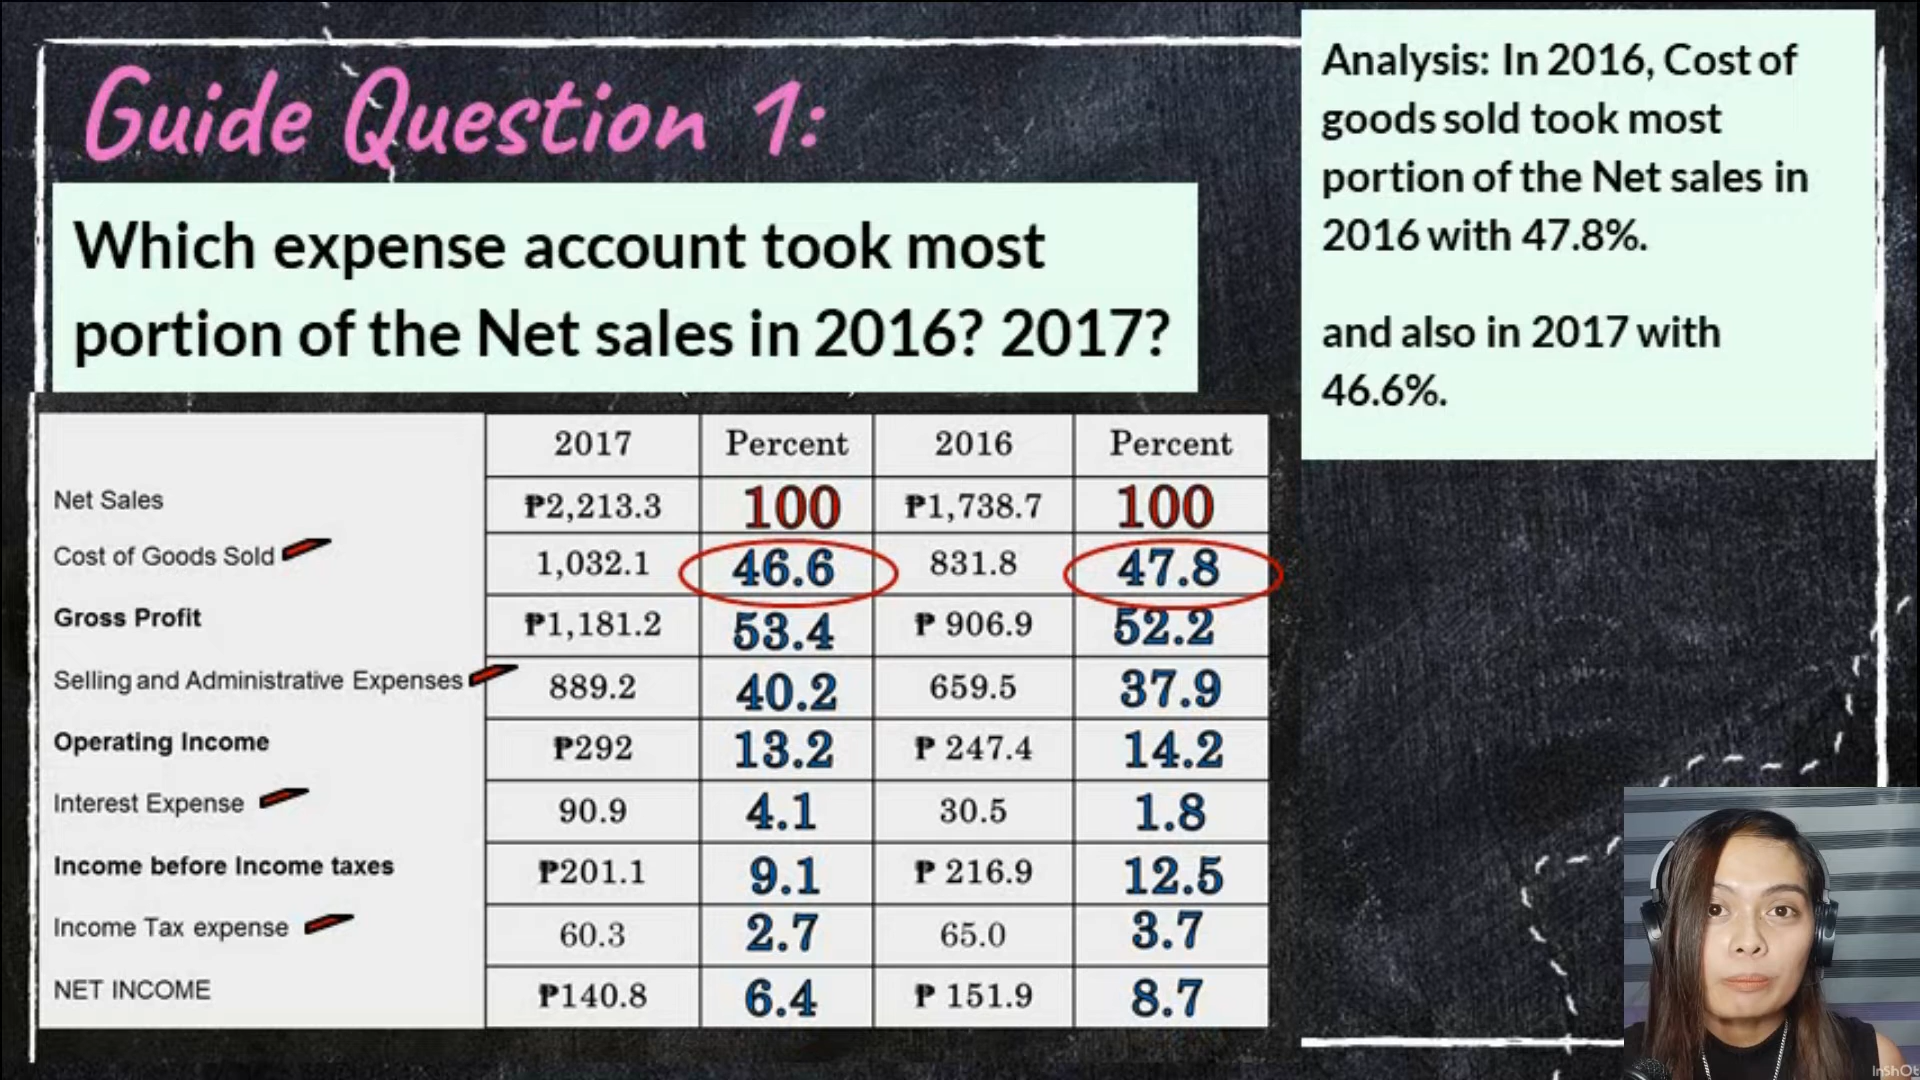 Guide Question 1:
Which expense account took most
portion of the Net sales in 2016? 2017?
Analysis: In 2016, Cost of
goods sold took most
portion of the Net sales in
2016 with 47.8%.
and also in 2017 with
46.6%.
2017 Percent 2016 Percent
Net Sales ₱2,213.3 100 ₱1,738.7 100
Cost of Goods Sold 1,032.1 46.6 831.8 47.8
Gross Profit ₱1,181.2 53.4 ₱ 906.9 52.2
Selling and Administrative Expenses 889.2 40.2 659.5 37.9
Operating Income ₱292 13.2 ₱ 247.4 14.2
Interest Expense 90.9 4.1 30.5 1.8
Income before Income taxes ₱201.1 9.1 ₱ 216.9 12.5
Income Tax expense 60.3 2.7 65.0 3.7
NET INCOME ₱140.8 6.4 ₱ 151.9 8.7
InShOt